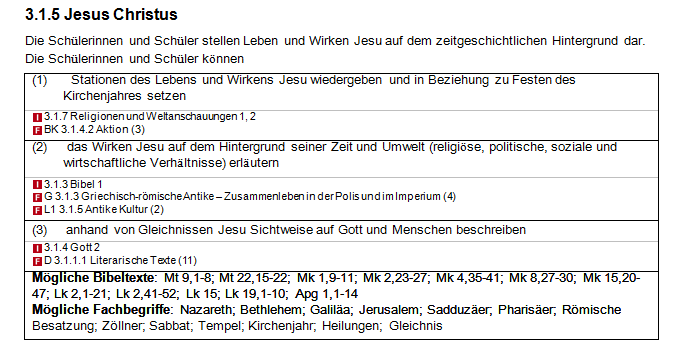 3.1.5 Jesus Christus
Die Schülerinnen und Schüler stellen Leben und Wirken Jesu auf dem zeitgeschichtlichen Hintergrund dar.
Die Schülerinnen und Schüler können
(1) Stationen des Lebens und Wirkens Jesu wiedergeben und in Beziehung zu Festen des
Kirchenjahres setzen
I 3.1.7 Religionen und Weltanschauungen 1, 2
F BK 3.1.4.2 Aktion (3)
(2) das Wirken Jesu auf dem Hintergrund seiner Zeit und Umwelt (religiöse, politische, soziale und
wirtschaftliche Verhältnisse) erläutern
I 3.1.3 Bibel 1
F G 3.1.3 Griechisch-römische Antike – Zusammenleben in der Polis und im Imperium (4)
F L1 3.1.5 Antike Kultur (2)
(3) anhand von Gleichnissen Jesu Sichtweise auf Gott und Menschen beschreiben
I 3.1.4 Gott 2
F D 3.1.1.1 Literarische Texte (11)
Mögliche Bibeltexte: Mt 9,1-8; Mt 22,15-22; Mk 1,9-11; Mk 2,23-27; Mk 4,35-41; Mk 8,27-30; Mk 15,20-
47; Lk 2,1-21; Lk 2,41-52; Lk 15; Lk 19,1-10; Apg 1,1-14
Mögliche Fachbegriffe: Nazareth; Bethlehem; Galiläa; Jerusalem; Sadduzäer; Pharisäer; Römische
Besatzung; Zöllner; Sabbat; Tempel; Kirchenjahr; Heilungen; Gleichnis